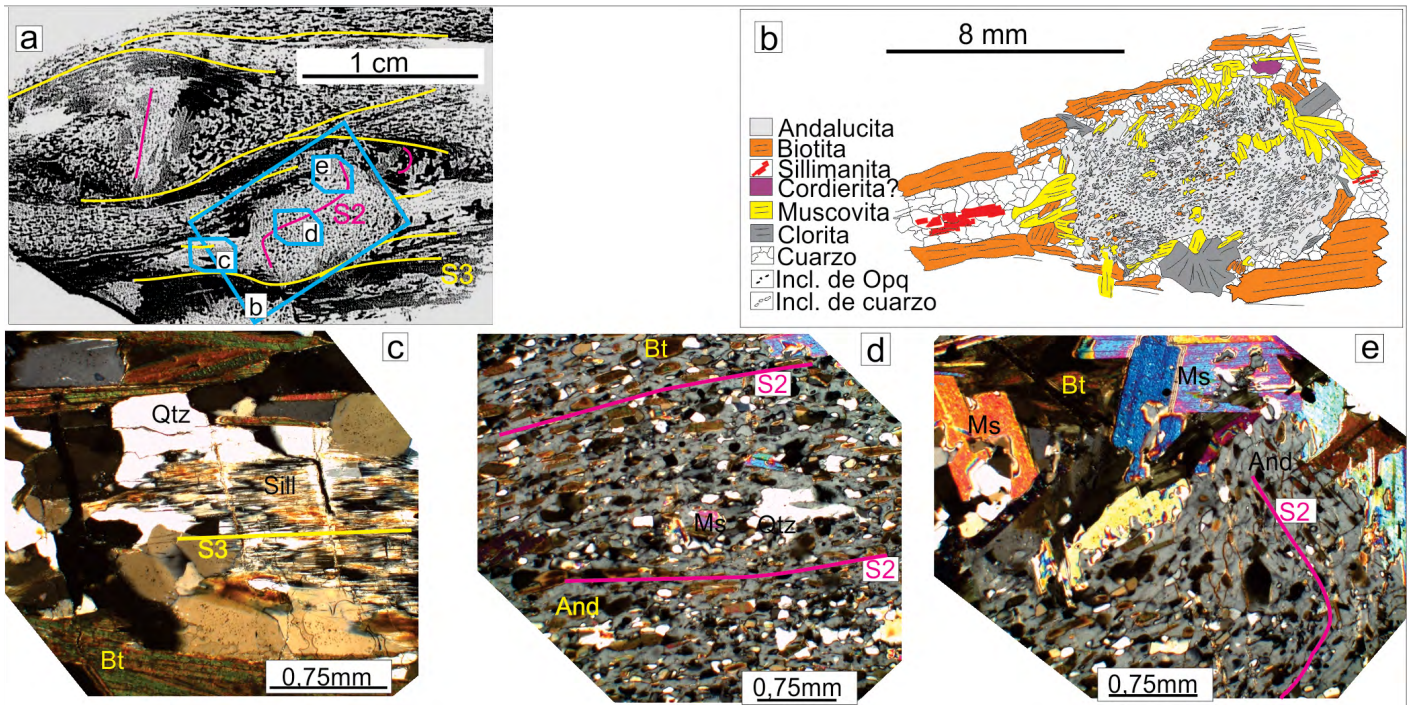 a
1 cm
e
S2
d
c
S3
b
b
8 mm
Andalucita
Biotita
Sillimanita
Cordierita?
Muscovita
Clorita
Cuarzo
Incl. de Opq
Incl. de cuarzo
c
Qtz
Sill
S3
Bt
0,75mm
d
Bt
S2
Ms
Qtz
S2
And
0,75mm
e
Bt
Ms
Ms
And
S2
0,75mm